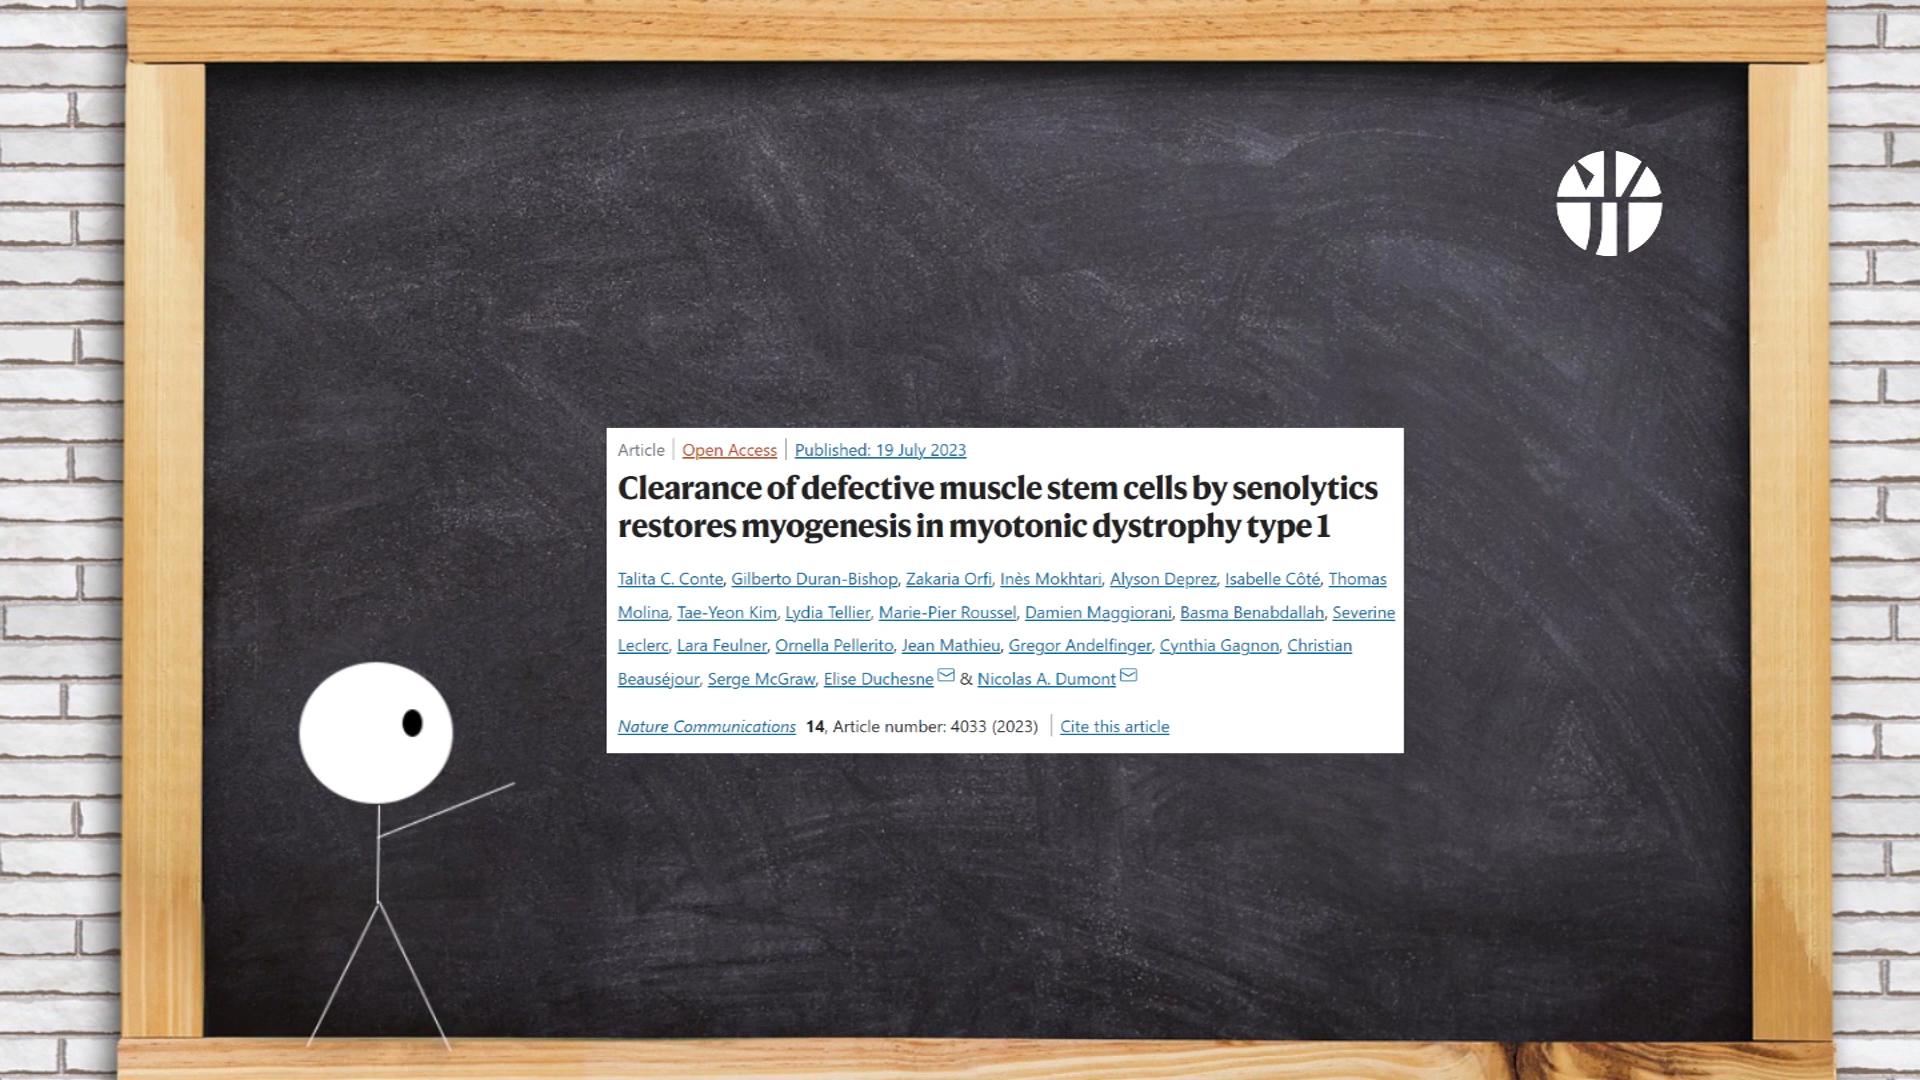 Article | Open Access | Published: 19 July 2023
Clearance of defective muscle stem cells by senolytics
restores myogenesis in myotonic dystrophy type 1
Talita C. Conte, Gilberto Duran-Bishop, Zakaria Orfi, Inès Mokhtari, Alyson Deprez, Isabelle Côté, Thomas
Molina, Tae-Yeon Kim, Lydia Tellier, Marie-Pier Roussel, Damien Maggiorani, Basma Benabdallah, Severine
Leclerc, Lara Feulner, Ornella Pellerito, Jean Mathieu, Gregor Andelfinger, Cynthia Gagnon, Christian
Beauséjour, Serge McGraw, Elise Duchesne & Nicolas A. Dumont
Nature Communications 14, Article number: 4033 (2023) | Cite this article